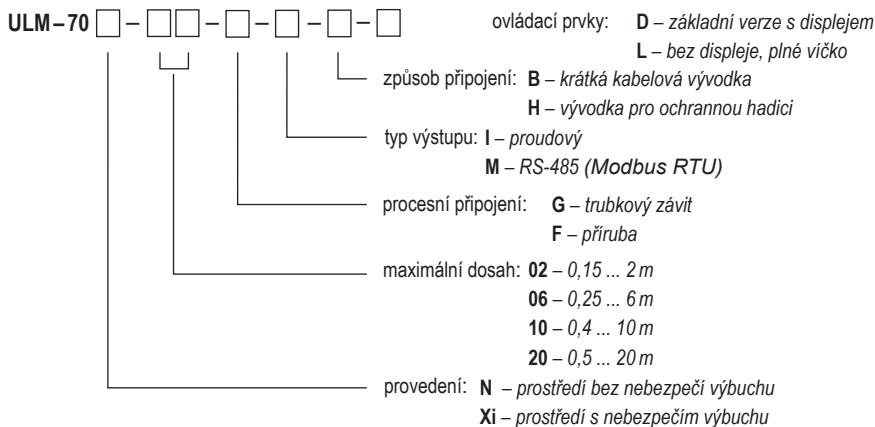 ULM – 70 □ – □□ – □ – □ – □ – □ ovládací prvky: D – základní verze s displejem
L – bez displeje, plné víčko
způsob připojení: B – krátká kabelová vývodka
H – vývodka pro ochrannou hadici
typ výstupu: I – proudový
M – RS-485 (Modbus RTU)
procesní připojení: G – trubkový závit
F – příruba
maximální dosah: 02 – 0,15 ... 2 m
06 – 0,25 ... 6 m
10 – 0,4 ... 10 m
20 – 0,5 ... 20 m
provedení: N – prostředí bez nebezpečí výbuchu
Xi – prostředí s nebezpečím výbuchu